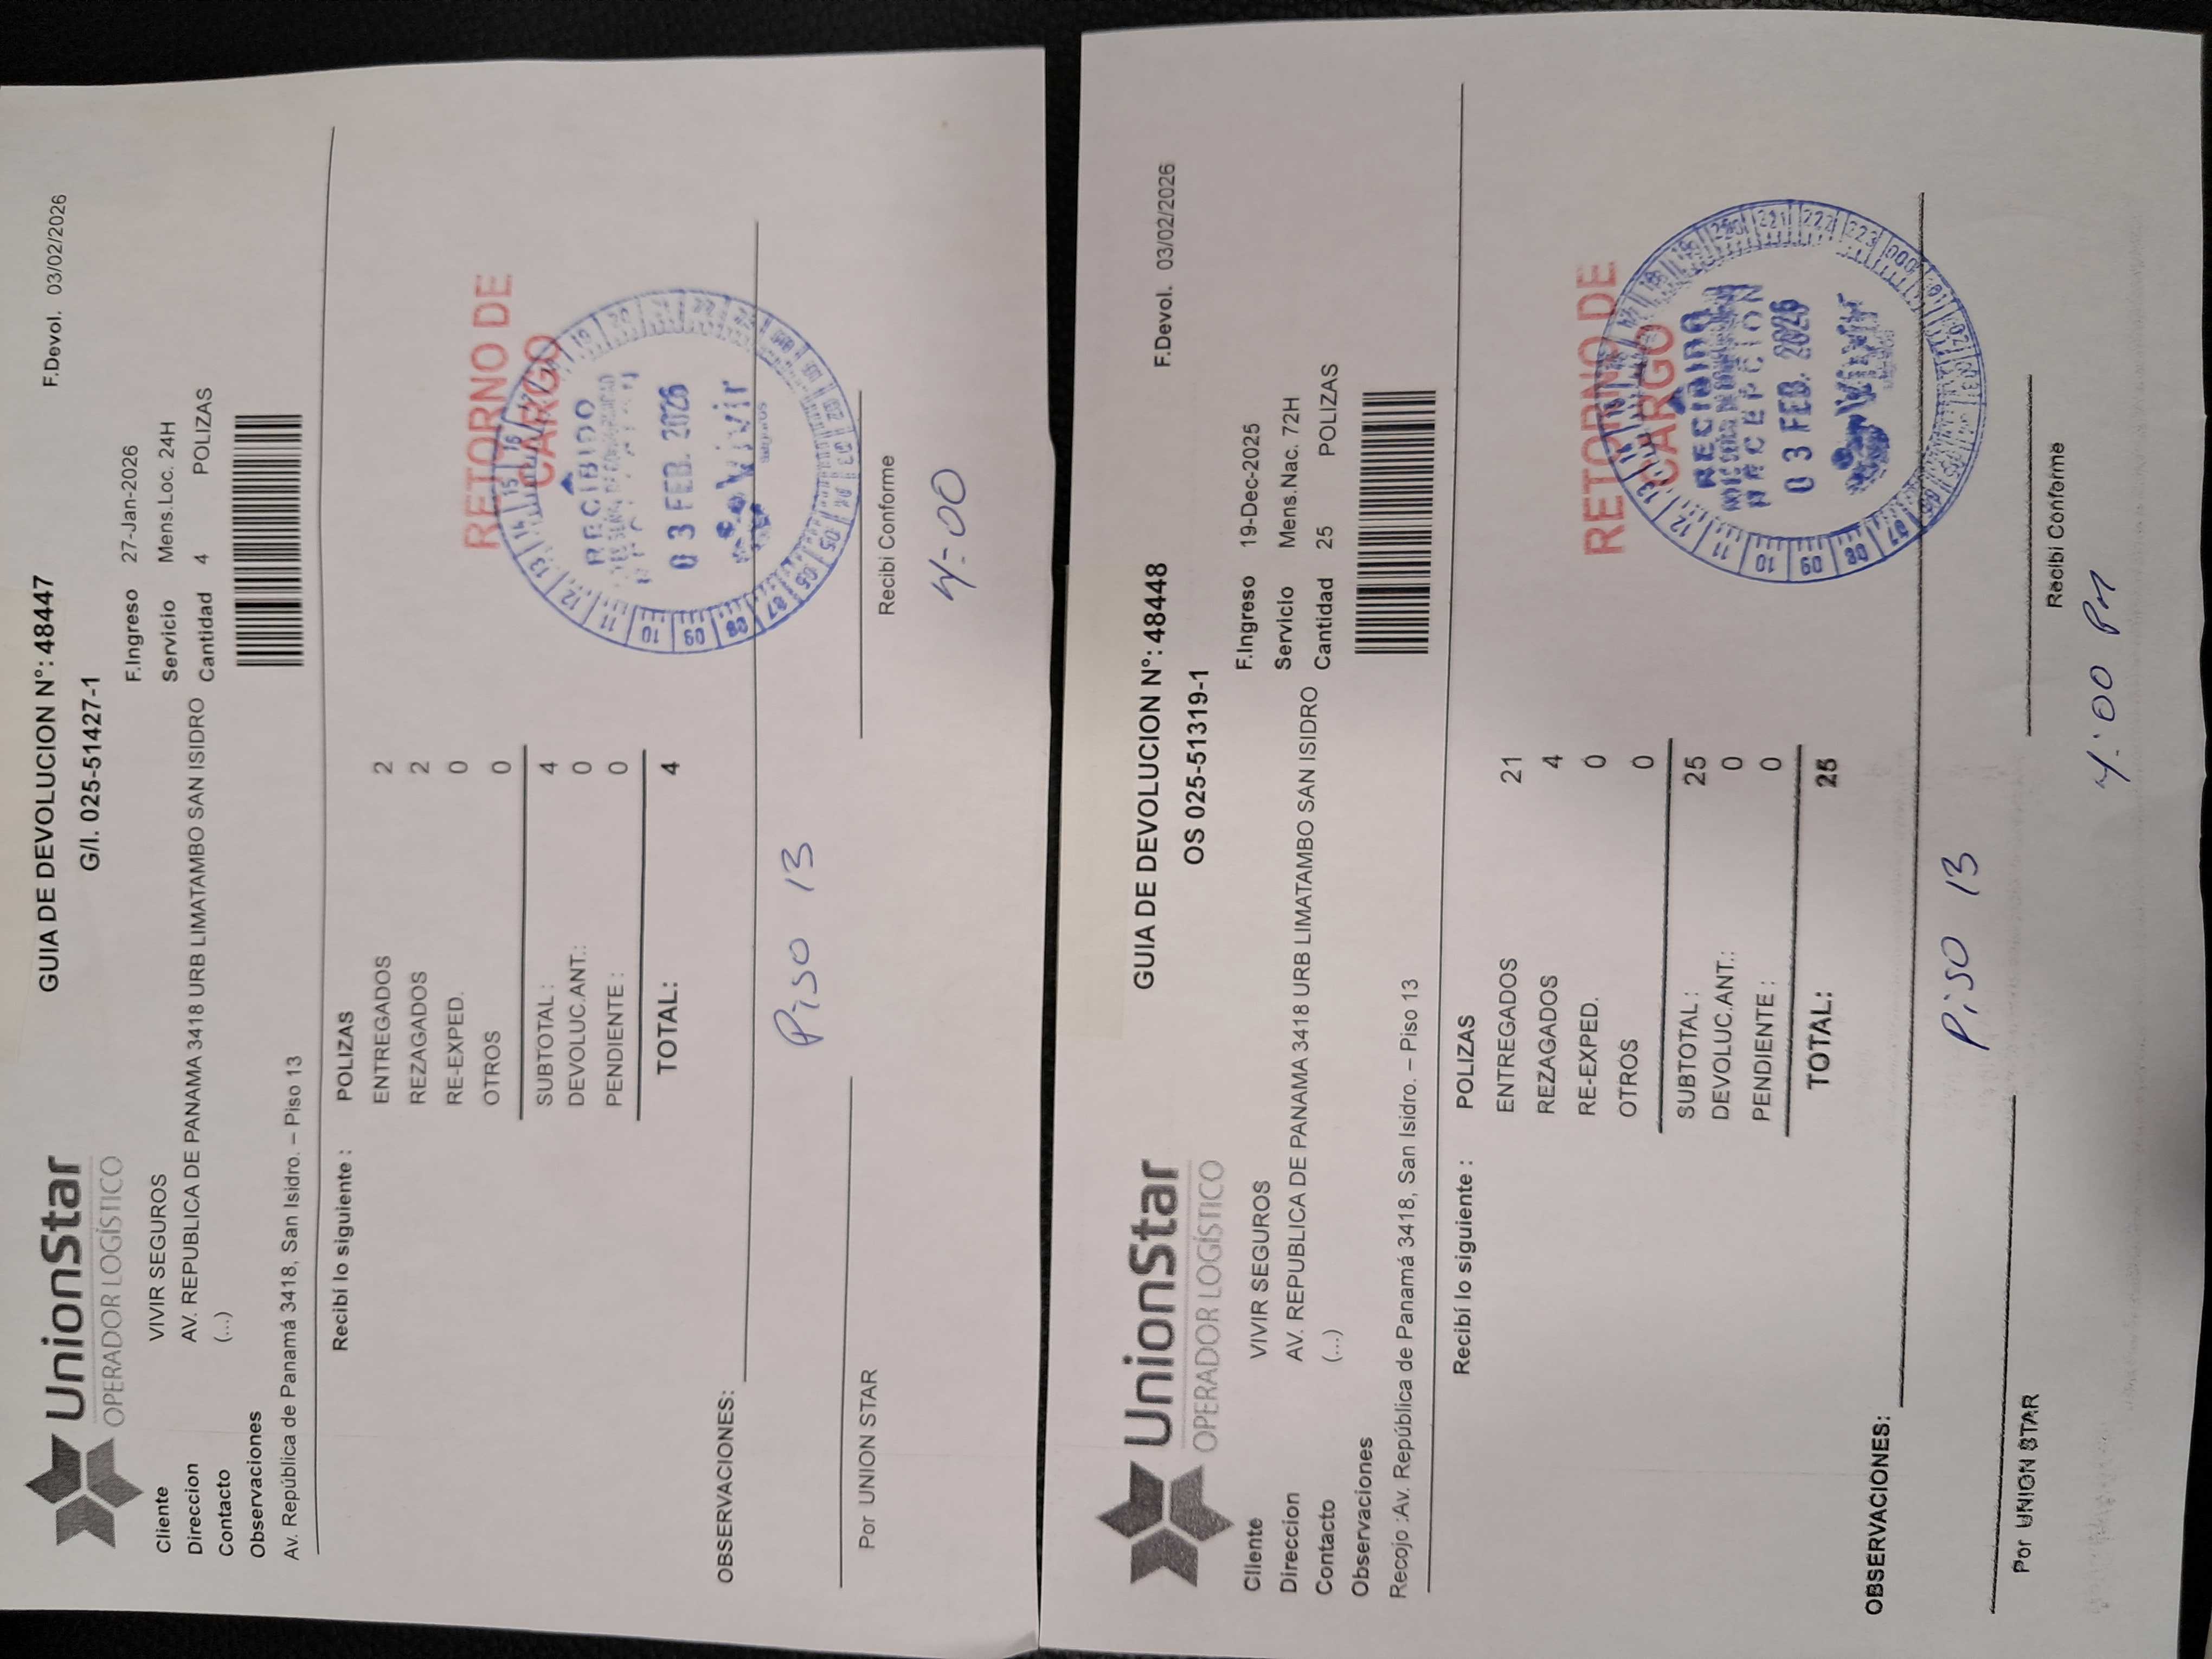 UnionStar
OPERADOR LOGÍSTICO
GUIA DE DEVOLUCION N°: 48447
F.Devol. 03/02/2026
G/I. 025-51427-1
Cliente VIVIR SEGUROS
F.Ingreso 27-Jan-2026
Direccion AV. REPUBLICA DE PANAMA 3418 URB LIMATAMBO SAN ISIDRO
Servicio Mens.Loc. 24H
Contacto (...)
Cantidad 4 POLIZAS
Observaciones
Av. República de Panamá 3418, San Isidro. – Piso 13
Recibí lo siguiente : POLIZAS
ENTREGADOS 2
REZAGADOS 2
RE-EXPED. 0
OTROS 0
SUBTOTAL : 4
DEVOLUC.ANT.: 0
PENDIENTE : 0
TOTAL: 4
RETORNO DE
CARGO
RECIBIDO
03 FEB. 2026
Vivir
OBSERVACIONES:
Piso 13
Por UNION STAR
Recibi Conforme
4:00
UnionStar
OPERADOR LOGÍSTICO
GUIA DE DEVOLUCION N°: 48448
F.Devol. 03/02/2026
OS 025-51319-1
Cliente VIVIR SEGUROS
F.Ingreso 19-Dec-2025
Direccion AV. REPUBLICA DE PANAMA 3418 URB LIMATAMBO SAN ISIDRO
Servicio Mens.Nac. 72H
Contacto (...)
Cantidad 25 POLIZAS
Observaciones
Recojo :Av. República de Panamá 3418, San Isidro. – Piso 13
Recibí lo siguiente : POLIZAS
ENTREGADOS 21
REZAGADOS 4
RE-EXPED. 0
OTROS 0
SUBTOTAL : 25
DEVOLUC.ANT.: 0
PENDIENTE : 0
TOTAL: 25
RETORNO DE
CARGO
RECIBIDO
RECEPCION
03 FEB. 2026
Vivir
OBSERVACIONES:
Piso 13
Por UNION STAR
Recibi Conforme
4:00 PM